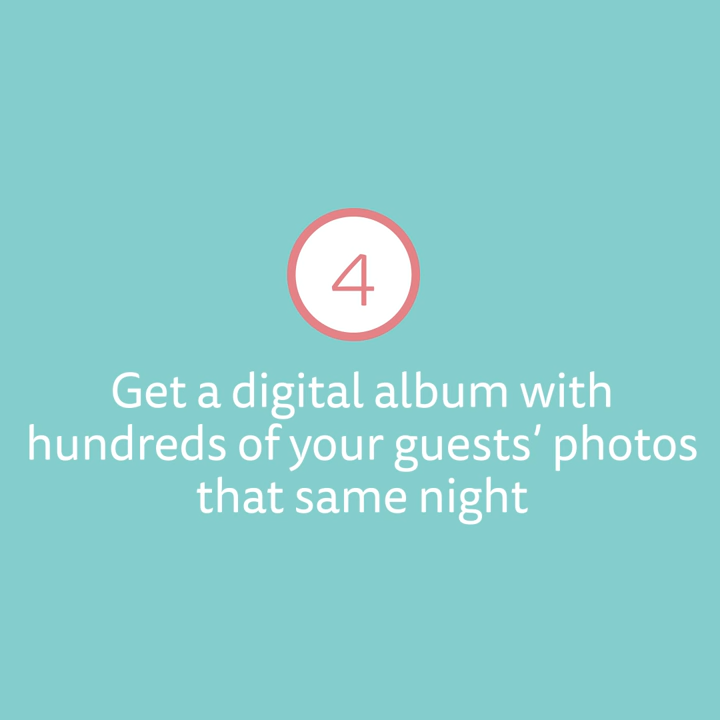 4
Get a digital album with
hundreds of your guests’ photos
that same night